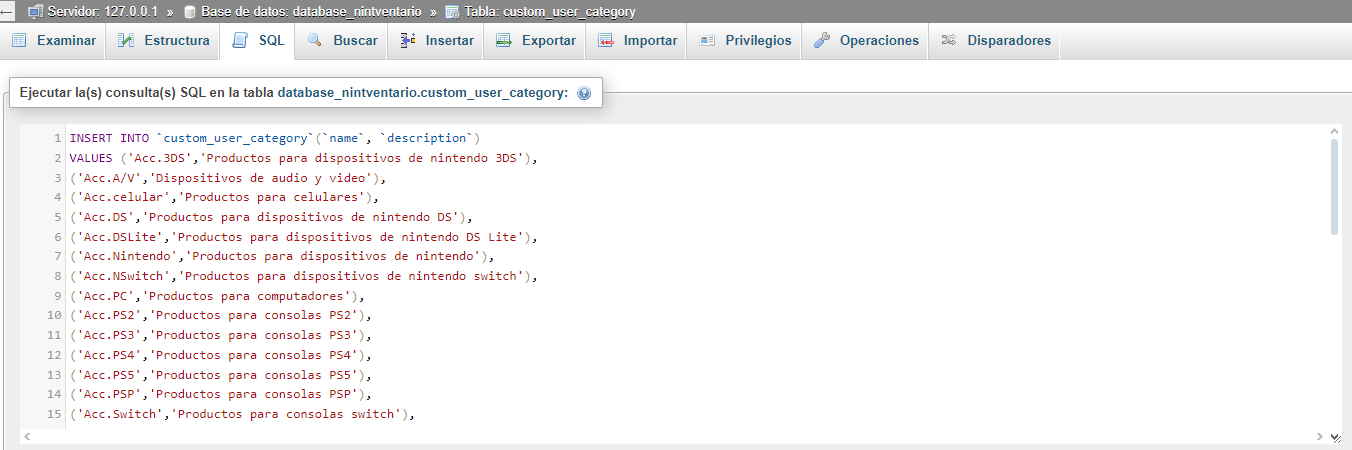 Servidor: 127.0.0.1 » Base de datos: database_nintventario » Tabla: custom_user_category
Examinar Estructura SQL Buscar Insertar Exportar Importar Privilegios Operaciones Disparadores
Ejecutar la(s) consulta(s) SQL en la tabla database_nintventario.custom_user_category:
1 INSERT INTO `custom_user_category`(`name`, `description`)
2 VALUES ('Acc.3DS','Productos para dispositivos de nintendo 3DS'),
3 ('Acc.A/V','Dispositivos de audio y video'),
4 ('Acc.celular','Productos para celulares'),
5 ('Acc.DS','Productos para dispositivos de nintendo DS'),
6 ('Acc.DSLite','Productos para dispositivos de nintendo DS Lite'),
7 ('Acc.Nintendo','Productos para dispositivos de nintendo'),
8 ('Acc.NSwitch','Productos para dispositivos de nintendo switch'),
9 ('Acc.PC','Productos para computadores'),
10 ('Acc.PS2','Productos para consolas PS2'),
11 ('Acc.PS3','Productos para consolas PS3'),
12 ('Acc.PS4','Productos para consolas PS4'),
13 ('Acc.PS5','Productos para consolas PS5'),
14 ('Acc.PSP','Productos para consolas PSP'),
15 ('Acc.Switch','Productos para consolas switch'),